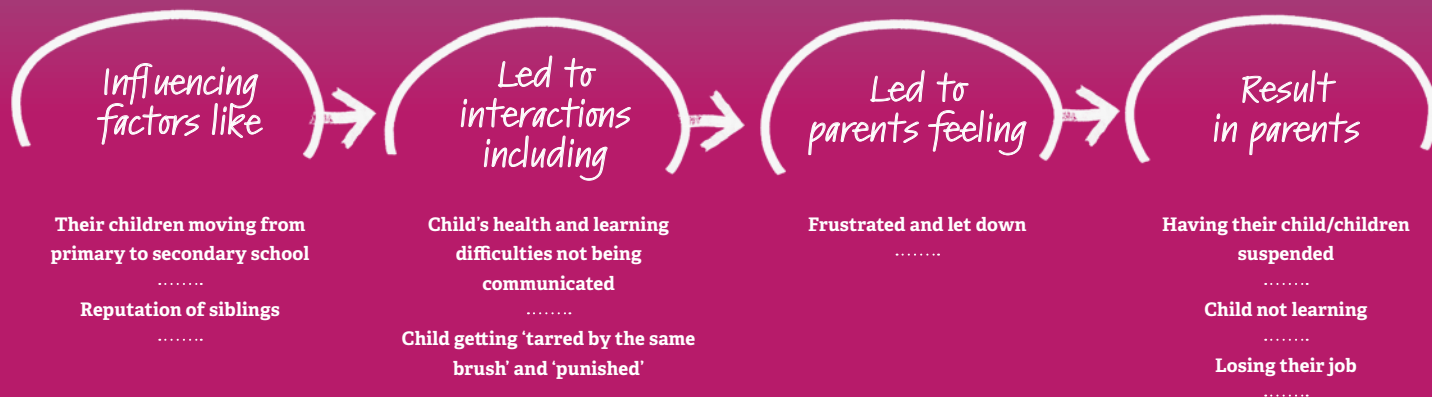 Influencing
factors like
Led to
interactions
including
Led to
parents feeling
Result
in parents
Their children moving from
primary to secondary school
........
Reputation of siblings
........
Child's health and learning
difficulties not being
communicated
........
Child getting ‘tarred by the same
brush’ and ‘punished’
Frustrated and let down
........
Having their child/children
suspended
........
Child not learning
........
Losing their job
........